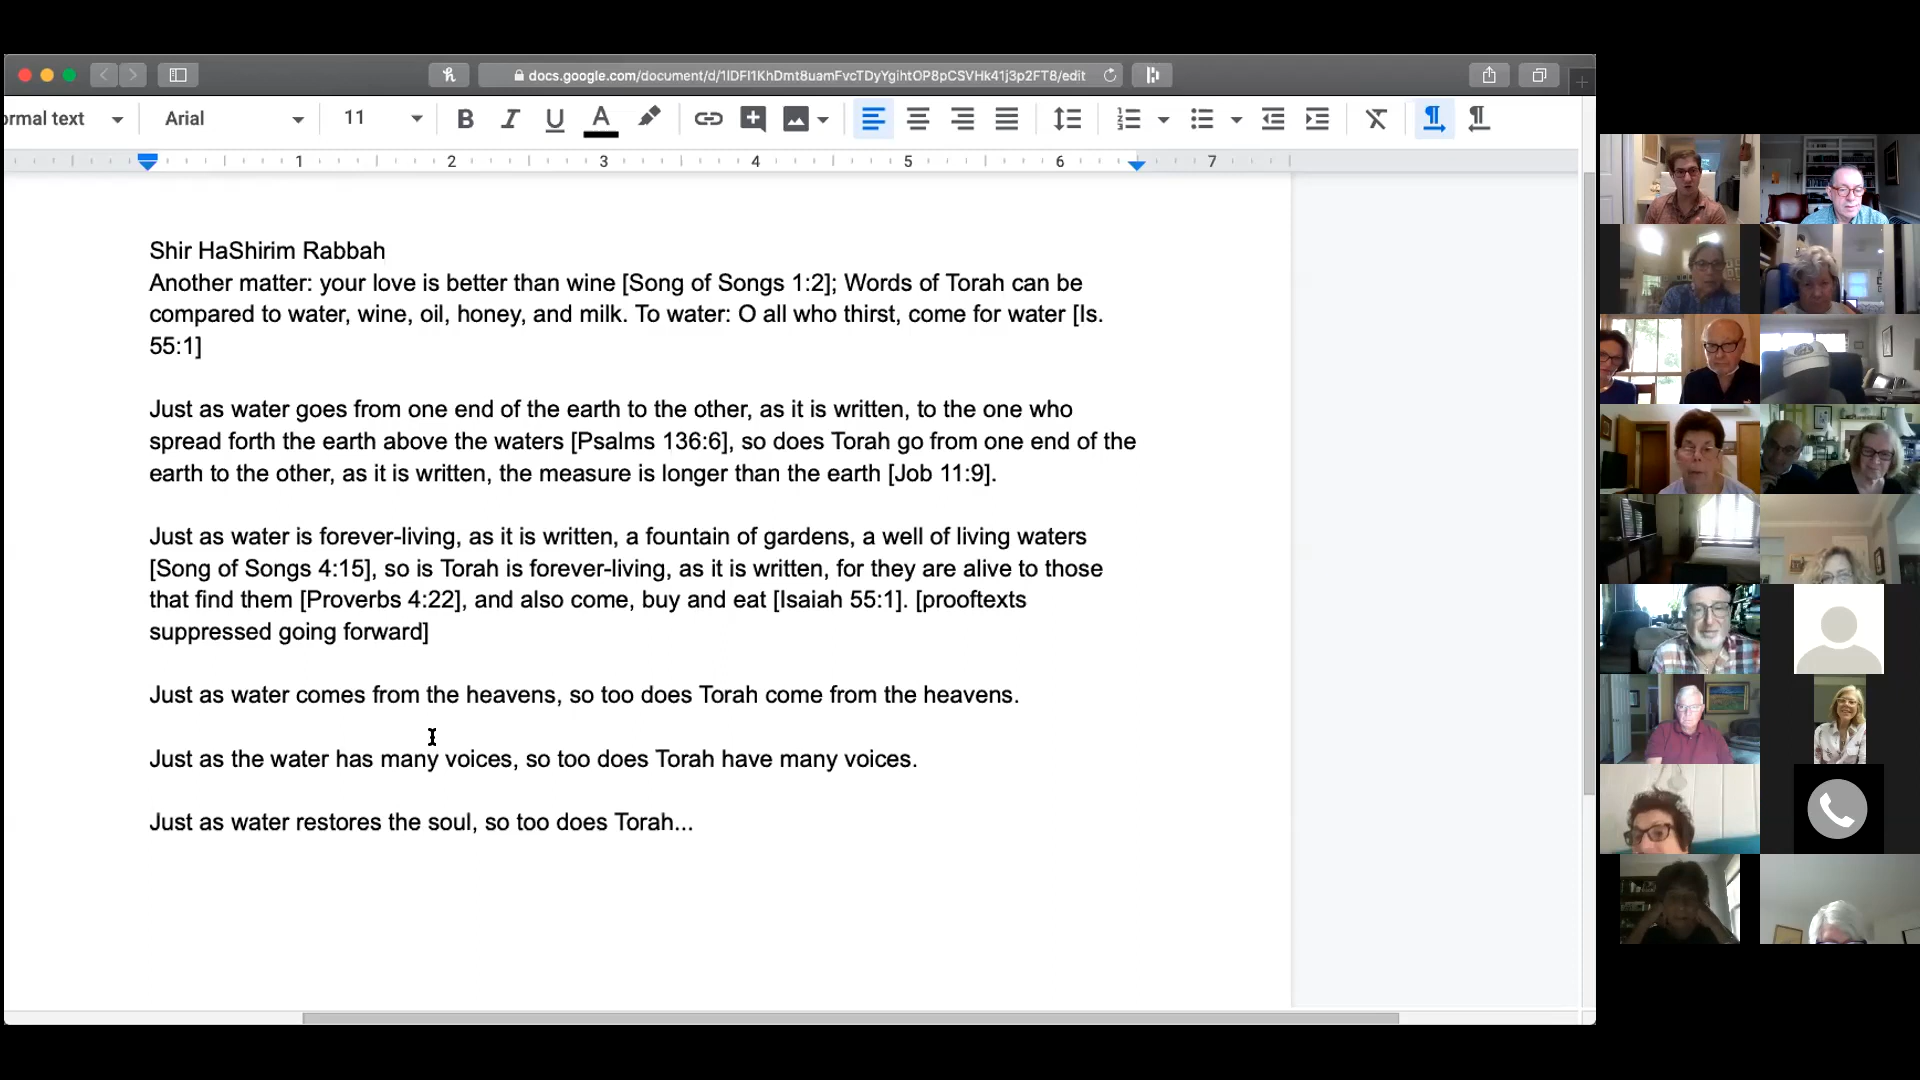 docs.google.com/document/d/1lDFl1KhDmt8uamFvcTDyYgihtOP8pCSVHk41j3p2FT8/edit
ormal text Arial 11 B I U A
1 2 3 4 5 6 7
Shir HaShirim Rabbah
Another matter: your love is better than wine [Song of Songs 1:2]; Words of Torah can be
compared to water, wine, oil, honey, and milk. To water: O all who thirst, come for water [Is.
55:1]
Just as water goes from one end of the earth to the other, as it is written, to the one who
spread forth the earth above the waters [Psalms 136:6], so does Torah go from one end of the
earth to the other, as it is written, the measure is longer than the earth [Job 11:9].
Just as water is forever-living, as it is written, a fountain of gardens, a well of living waters
[Song of Songs 4:15], so is Torah is forever-living, as it is written, for they are alive to those
that find them [Proverbs 4:22], and also come, buy and eat [Isaiah 55:1]. [prooftexts
suppressed going forward]
Just as water comes from the heavens, so too does Torah come from the heavens.
Just as the water has many voices, so too does Torah have many voices.
Just as water restores the soul, so too does Torah...